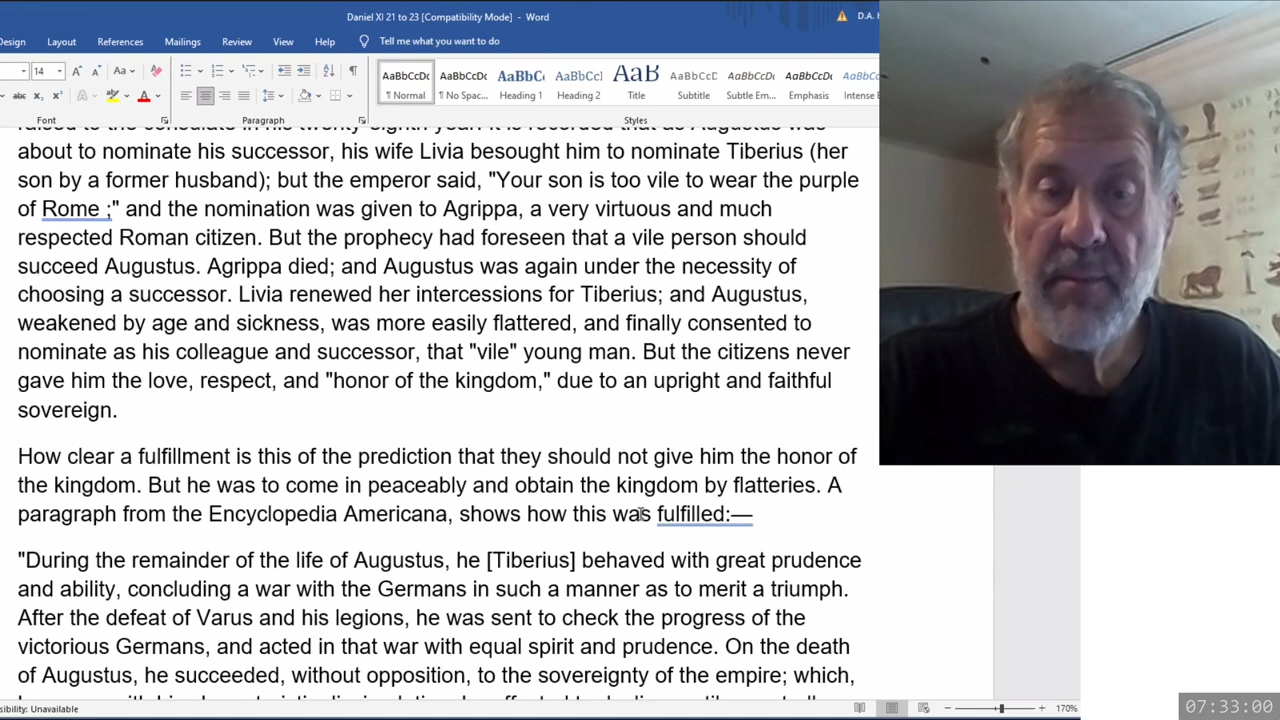 Daniel XI 21 to 23 [Compatibility Mode] - Word
D.A.
Design Layout References Mailings Review View Help Tell me what you want to do
14
AaBbCcDc AaBbCcDc AaBbC AaBbCcC AaB AaBbCcD AaBbCcDc AaBbCcDc AaBbCcDc
¶ Normal ¶ No Spac... Heading 1 Heading 2 Title Subtitle Subtle Em... Emphasis Intense E
Font Paragraph Styles
about to nominate his successor, his wife Livia besought him to nominate Tiberius (her
son by a former husband); but the emperor said, "Your son is too vile to wear the purple
of Rome ;" and the nomination was given to Agrippa, a very virtuous and much
respected Roman citizen. But the prophecy had foreseen that a vile person should
succeed Augustus. Agrippa died; and Augustus was again under the necessity of
choosing a successor. Livia renewed her intercessions for Tiberius; and Augustus,
weakened by age and sickness, was more easily flattered, and finally consented to
nominate as his colleague and successor, that "vile" young man. But the citizens never
gave him the love, respect, and "honor of the kingdom," due to an upright and faithful
sovereign.
How clear a fulfillment is this of the prediction that they should not give him the honor of
the kingdom. But he was to come in peaceably and obtain the kingdom by flatteries. A
paragraph from the Encyclopedia Americana, shows how this was fulfilled:—
"During the remainder of the life of Augustus, he [Tiberius] behaved with great prudence
and ability, concluding a war with the Germans in such a manner as to merit a triumph.
After the defeat of Varus and his legions, he was sent to check the progress of the
victorious Germans, and acted in that war with equal spirit and prudence. On the death
of Augustus, he succeeded, without opposition, to the sovereignty of the empire; which,
sibility: Unavailable
170%
07:33:00